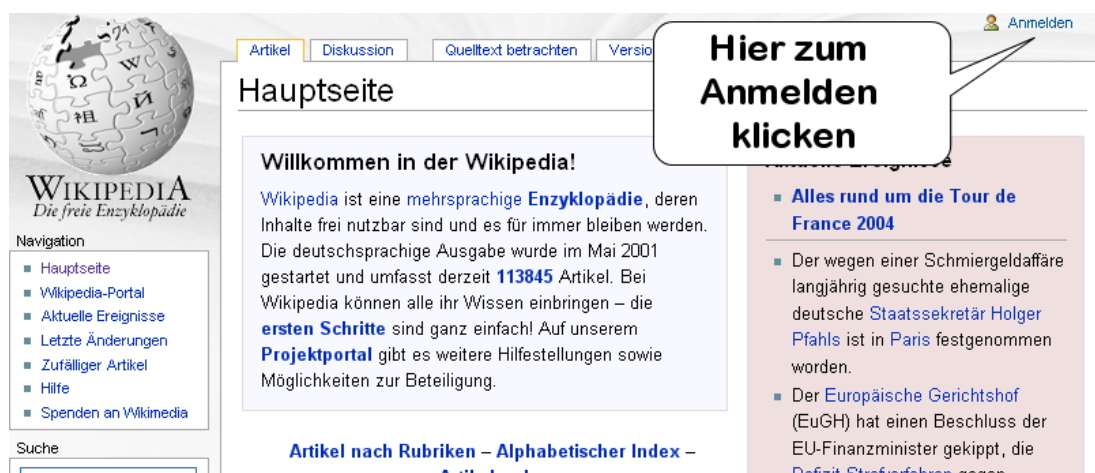 Anmelden
Artikel
Diskussion
Quelltext betrachten
Hier zum
Anmelden
klicken
Hauptseite
WIKIPEDIA
Die freie Enzyklopädie
Navigation
Hauptseite
Wikipedia-Portal
Aktuelle Ereignisse
Letzte Änderungen
Zufälliger Artikel
Hilfe
Spenden an Wikimedia
Suche
Willkommen in der Wikipedia!
Wikipedia ist eine mehrsprachige Enzyklopädie, deren
Inhalte frei nutzbar sind und es für immer bleiben werden.
Die deutschsprachige Ausgabe wurde im Mai 2001
gestartet und umfasst derzeit 113845 Artikel. Bei
Wikipedia können alle ihr Wissen einbringen – die
ersten Schritte sind ganz einfach! Auf unserem
Projektportal gibt es weitere Hilfestellungen sowie
Möglichkeiten zur Beteiligung.
Artikel nach Rubriken – Alphabetischer Index –
Alles rund um die Tour de
France 2004
Der wegen einer Schmiergeldaffäre
langjährig gesuchte ehemalige
deutsche Staatssekretär Holger
Pfahls ist in Paris festgenommen
worden.
Der Europäische Gerichtshof
(EuGH) hat einen Beschluss der
EU-Finanzminister gekippt, die